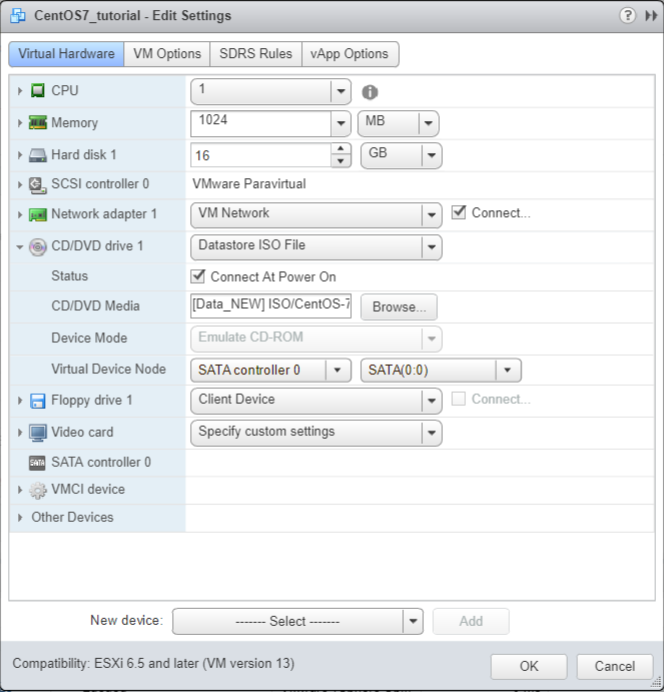 CentOS7_tutorial - Edit Settings ?
Virtual Hardware VM Options SDRS Rules vApp Options
CPU 1
Memory 1024 MB
Hard disk 1 16 GB
SCSI controller 0 VMware Paravirtual
Network adapter 1 VM Network Connect...
CD/DVD drive 1 Datastore ISO File
Status Connect At Power On
CD/DVD Media [Data_NEW] ISO/CentOS-7 Browse...
Device Mode Emulate CD-ROM
Virtual Device Node SATA controller 0 SATA(0:0)
Floppy drive 1 Client Device Connect...
Video card Specify custom settings
SATA SATA controller 0
VMCI device
Other Devices
New device: ------- Select ------- Add
Compatibility: ESXi 6.5 and later (VM version 13) OK Cancel